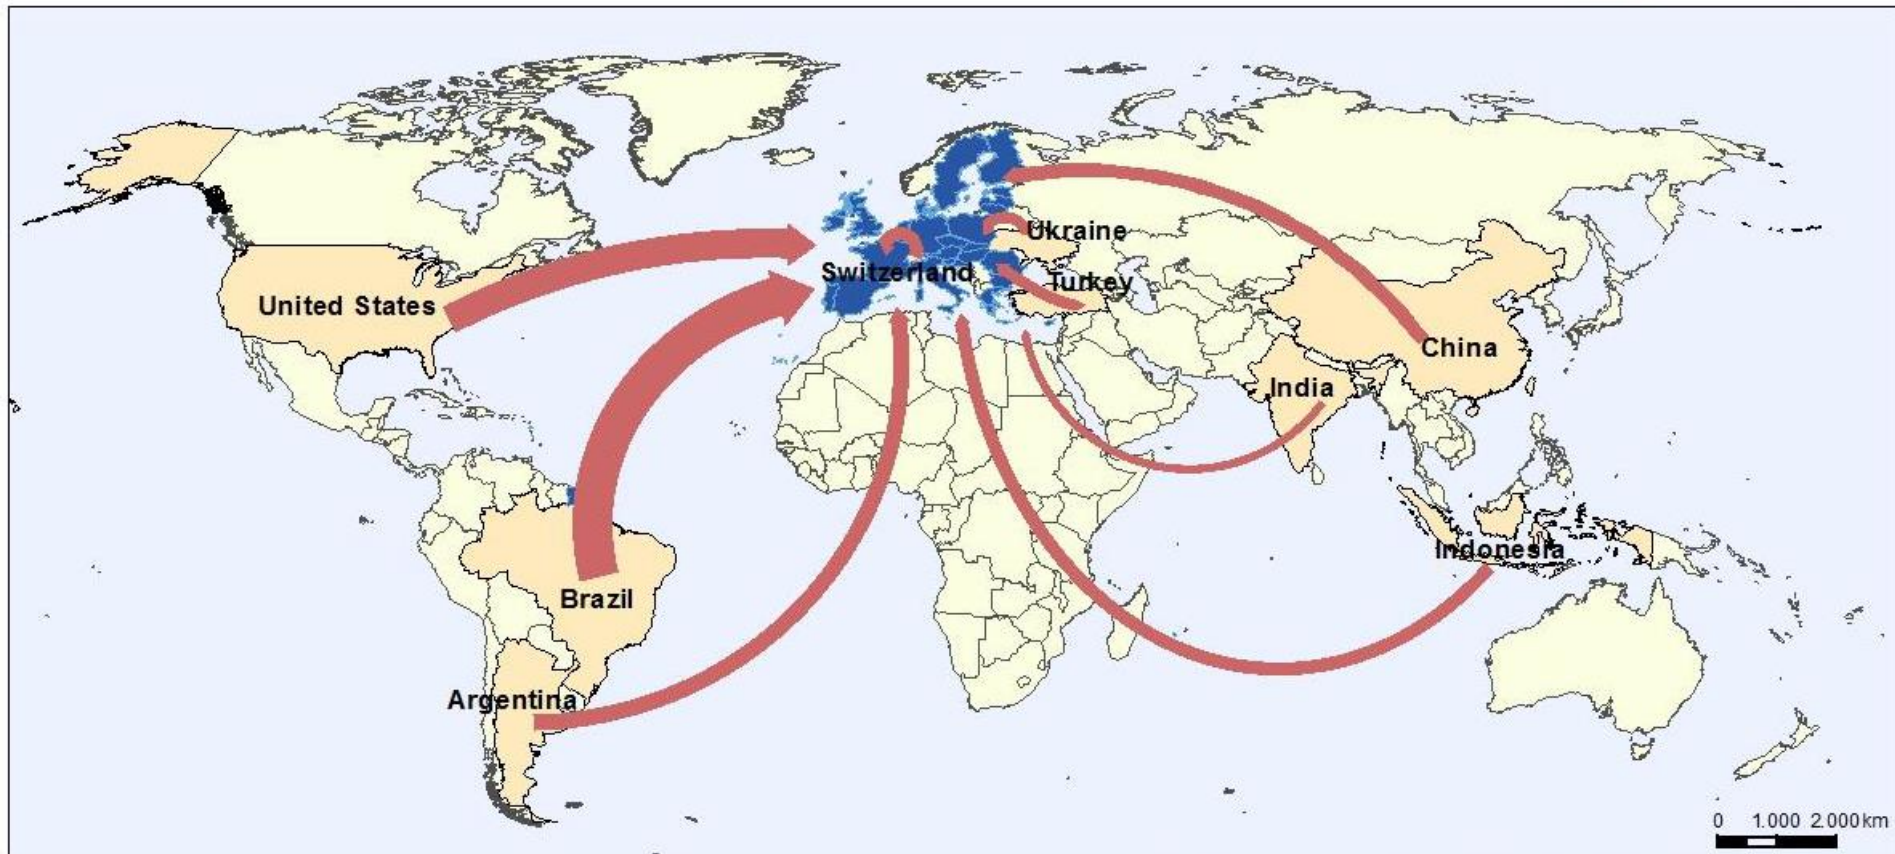 Ukraine
Switzerland
Turkey
United States
China
India
Indonesia
Brazil
Argentina
0 1.000 2.000 km